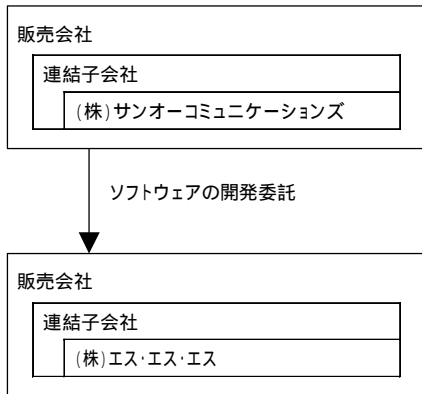 販売会社
連結子会社
(株)サンオーコミュニケーションズ
ソフトウェアの開発委託
販売会社
連結子会社
(株)エス・エス・エス